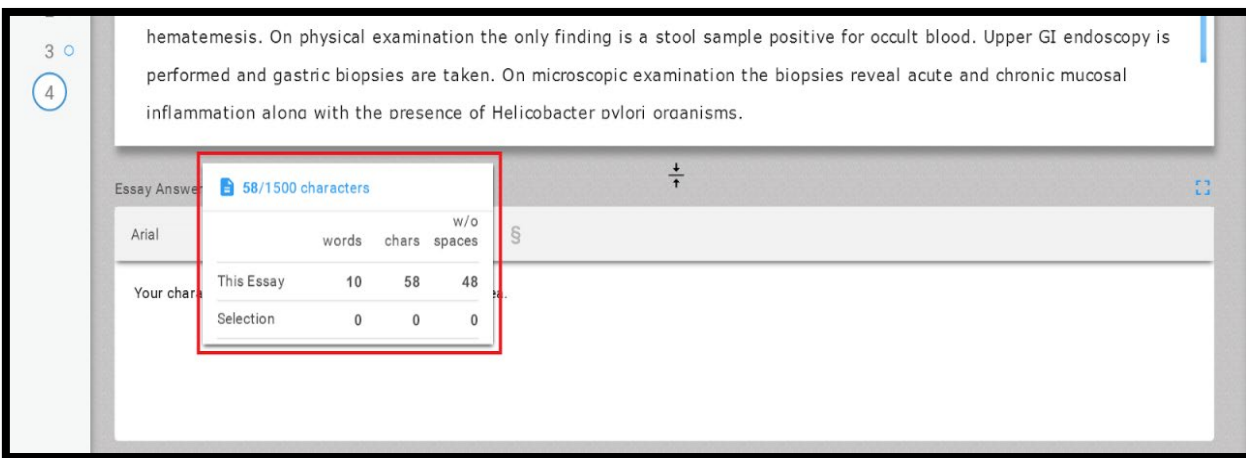 3
4
hematemesis. On physical examination the only finding is a stool sample positive for occult blood. Upper GI endoscopy is
performed and gastric biopsies are taken. On microscopic examination the biopsies reveal acute and chronic mucosal
inflammation along with the presence of Helicobacter pylori organisms.
Essay Answer
58/1500 characters
Arial
words chars w/o spaces
§
This Essay 10 58 48
Your chara
Selection 0 0 0